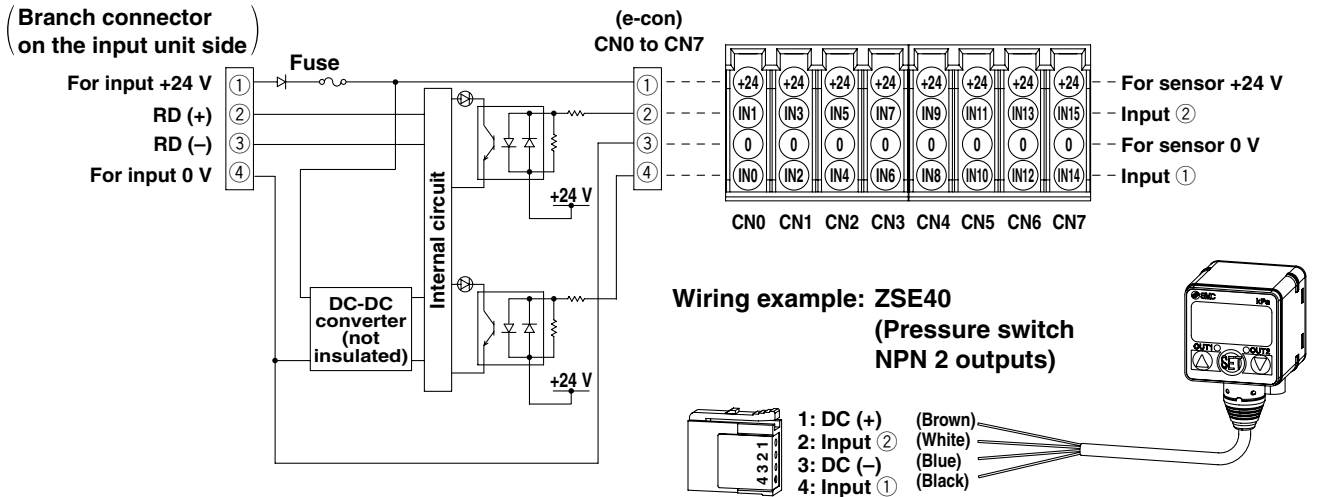 Branch connector
on the input unit side
Fuse
For input +24 V ①
RD (+) ②
RD (–) ③
For input 0 V ④
Internal circuit
DC-DC
converter
(not
insulated)
+24 V
+24 V
(e-con)
CN0 to CN7
①
②
③
④
+24 +24 +24 +24 +24 +24 +24 +24 For sensor +24 V
IN1 IN3 IN5 IN7 IN9 IN11 IN13 IN15 Input ②
0 0 0 0 0 0 0 0 For sensor 0 V
IN0 IN2 IN4 IN6 IN8 IN10 IN12 IN14 Input ①
CN0 CN1 CN2 CN3 CN4 CN5 CN6 CN7
Wiring example: ZSE40
(Pressure switch
NPN 2 outputs)
SMC kPa
OUT1 OUT2
SET
4 3 2 1
1: DC (+) (Brown)
2: Input ② (White)
3: DC (–) (Blue)
4: Input ① (Black)